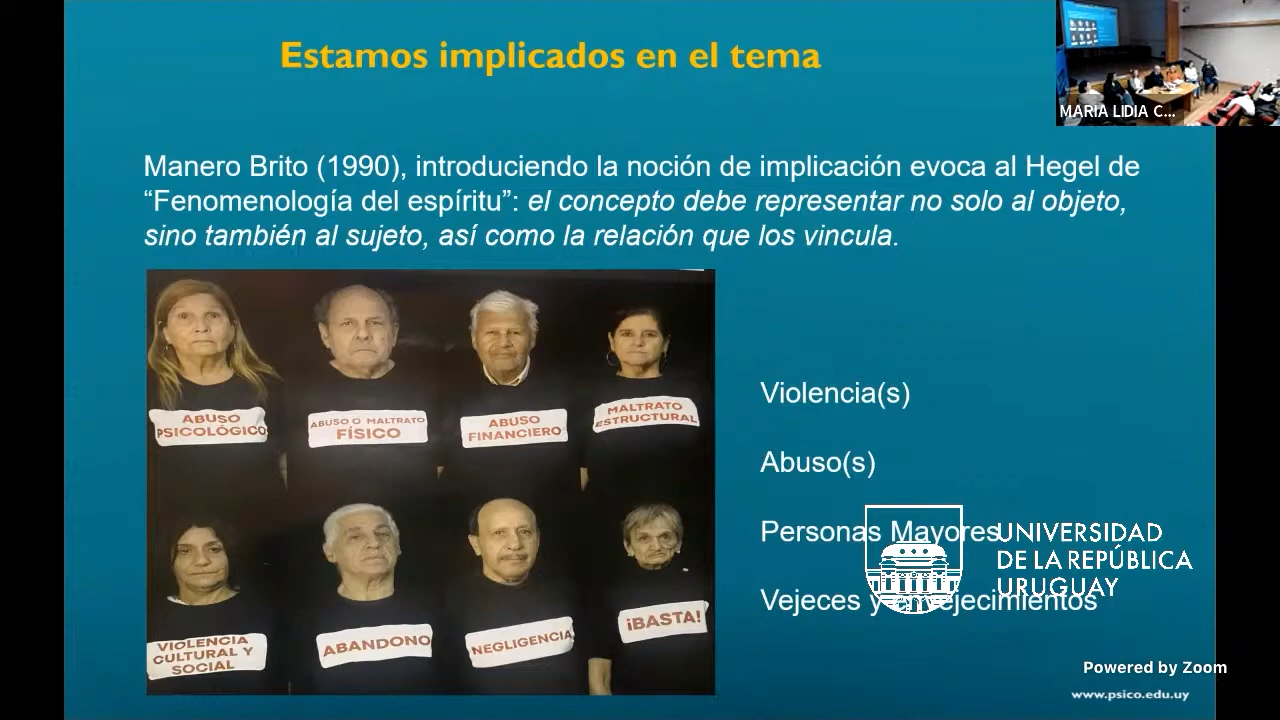 Estamos implicados en el tema
MARIA LIDIA C...
Manero Brito (1990), introduciendo la noción de implicación evoca al Hegel de
“Fenomenología del espíritu”: el concepto debe representar no solo al objeto,
sino también al sujeto, así como la relación que los vincula.
ABUSO
PSICOLÓGICO
ABUSO O MALTRATO
FÍSICO
ABUSO
FINANCIERO
MALTRATO
ESTRUCTURAL
VIOLENCIA
CULTURAL Y
SOCIAL
ABANDONO
NEGLIGENCIA
¡BASTA!
Violencia(s)
Abuso(s)
Personas Mayores
Vejeces y envejecimientos
UNIVERSIDAD
DE LA REPÚBLICA
URUGUAY
Powered by Zoom
www.psico.edu.uy